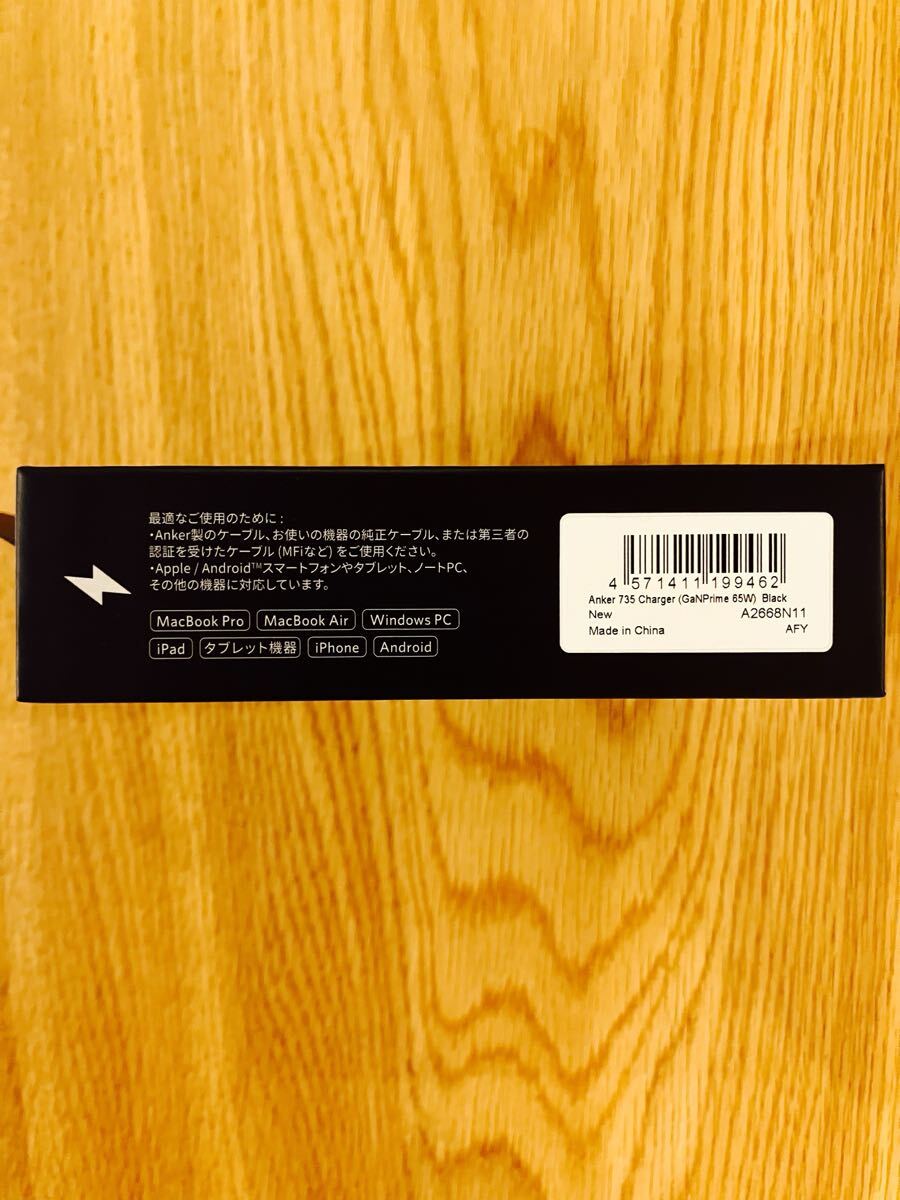 最適なご使用のために：
・Anker製のケーブル、お使いの機器の純正ケーブル、または第三者の
認証を受けたケーブル (MFiなど) をご使用ください。
・Apple / Android™スマートフォンやタブレット、ノートPC、
その他の機器に対応しています。
MacBook Pro MacBook Air Windows PC
iPad タブレット機器 iPhone Android
4 571411 199462
Anker 735 Charger (GaNPrime 65W) Black
New A2668N11
Made in China AFY